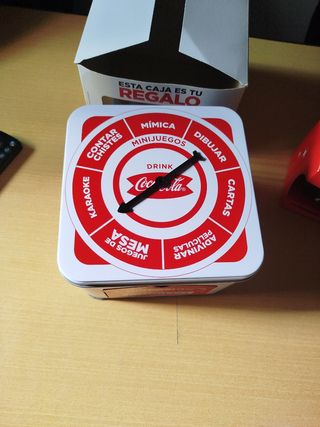 ESTA CAJA ES TU
REGALO
MÍMICA
DIBUJAR
CARTAS
ADIVINAR
PELÍCULAS
JUEGOS DE
MESA
KARAOKE
CONTAR
CHISTES
MINIJUEGOS
DRINK
Coca-Cola